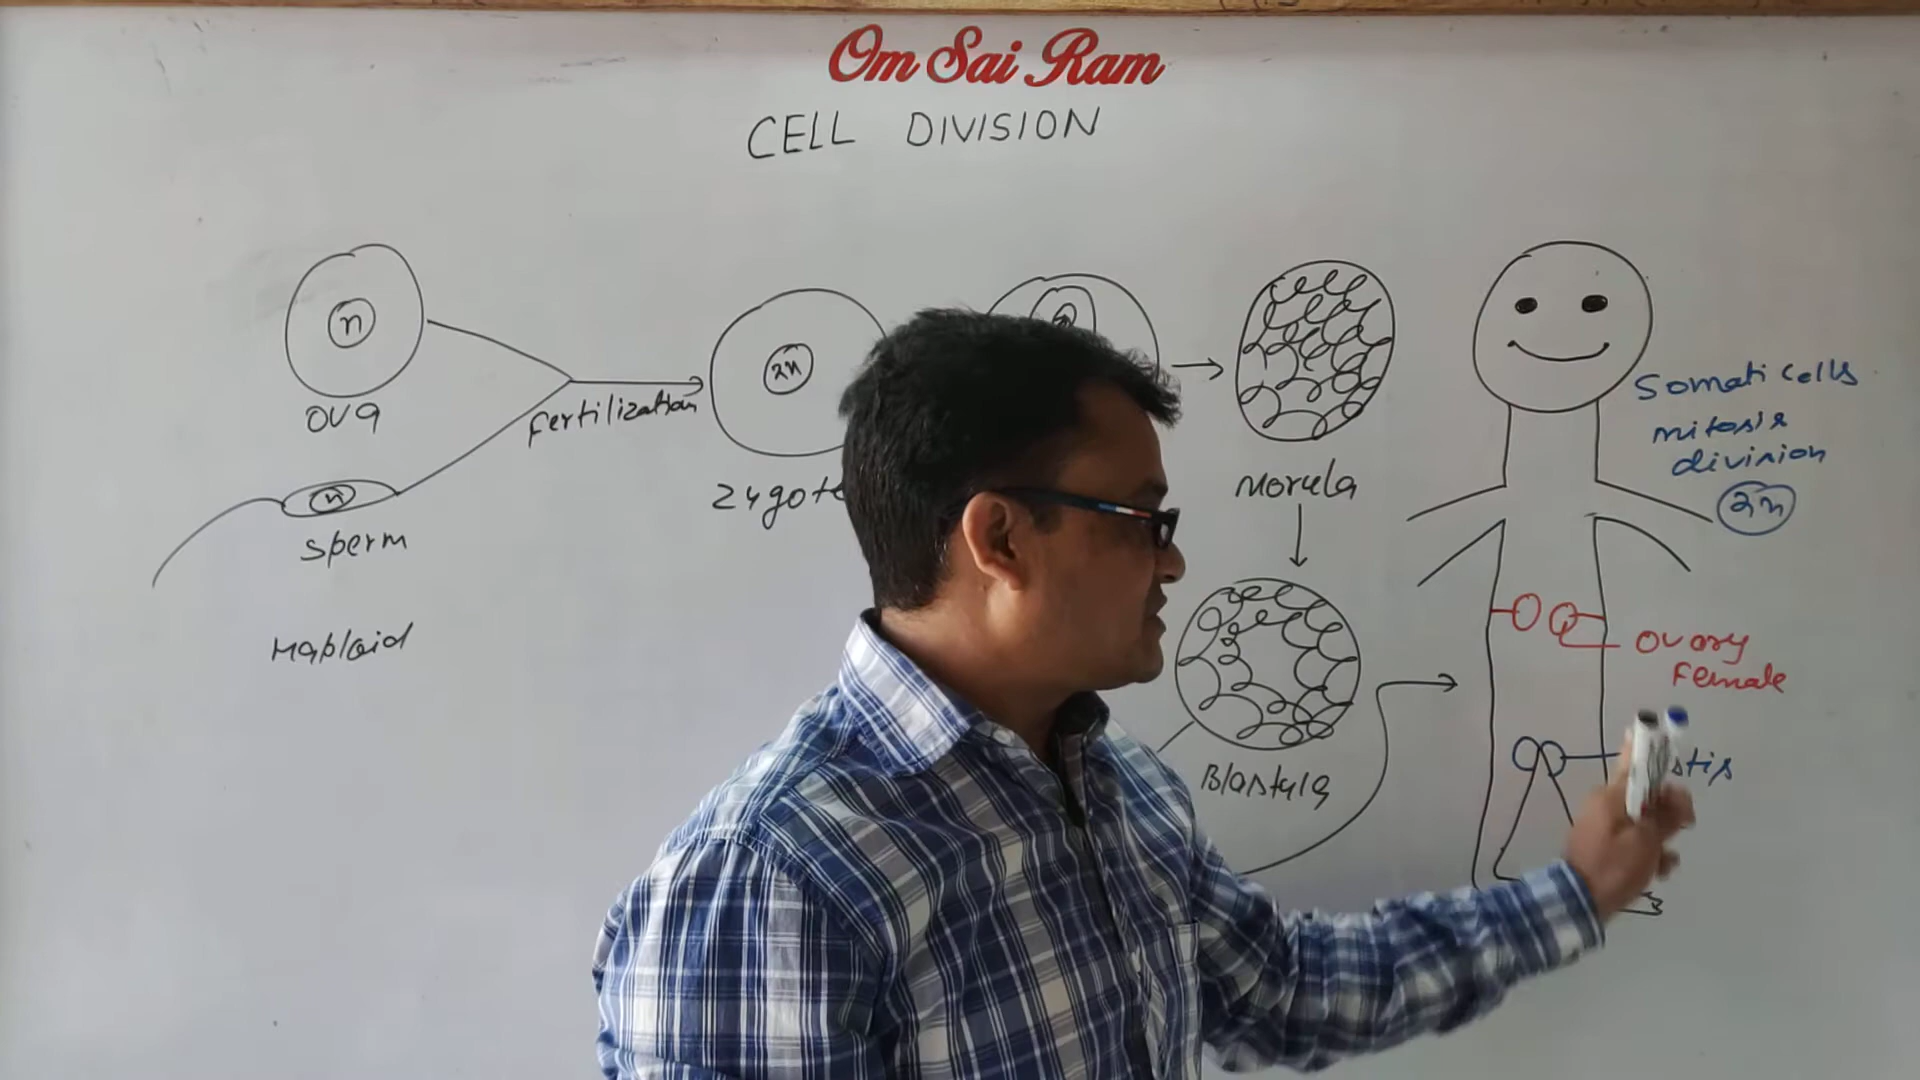 Om Sai Ram
CELL DIVISION
n
ova
n
sperm
Haploid
fertilization
2n
zygote
Morula
Blastula
Somati cells
mitosis
division
2n
ovary
Female